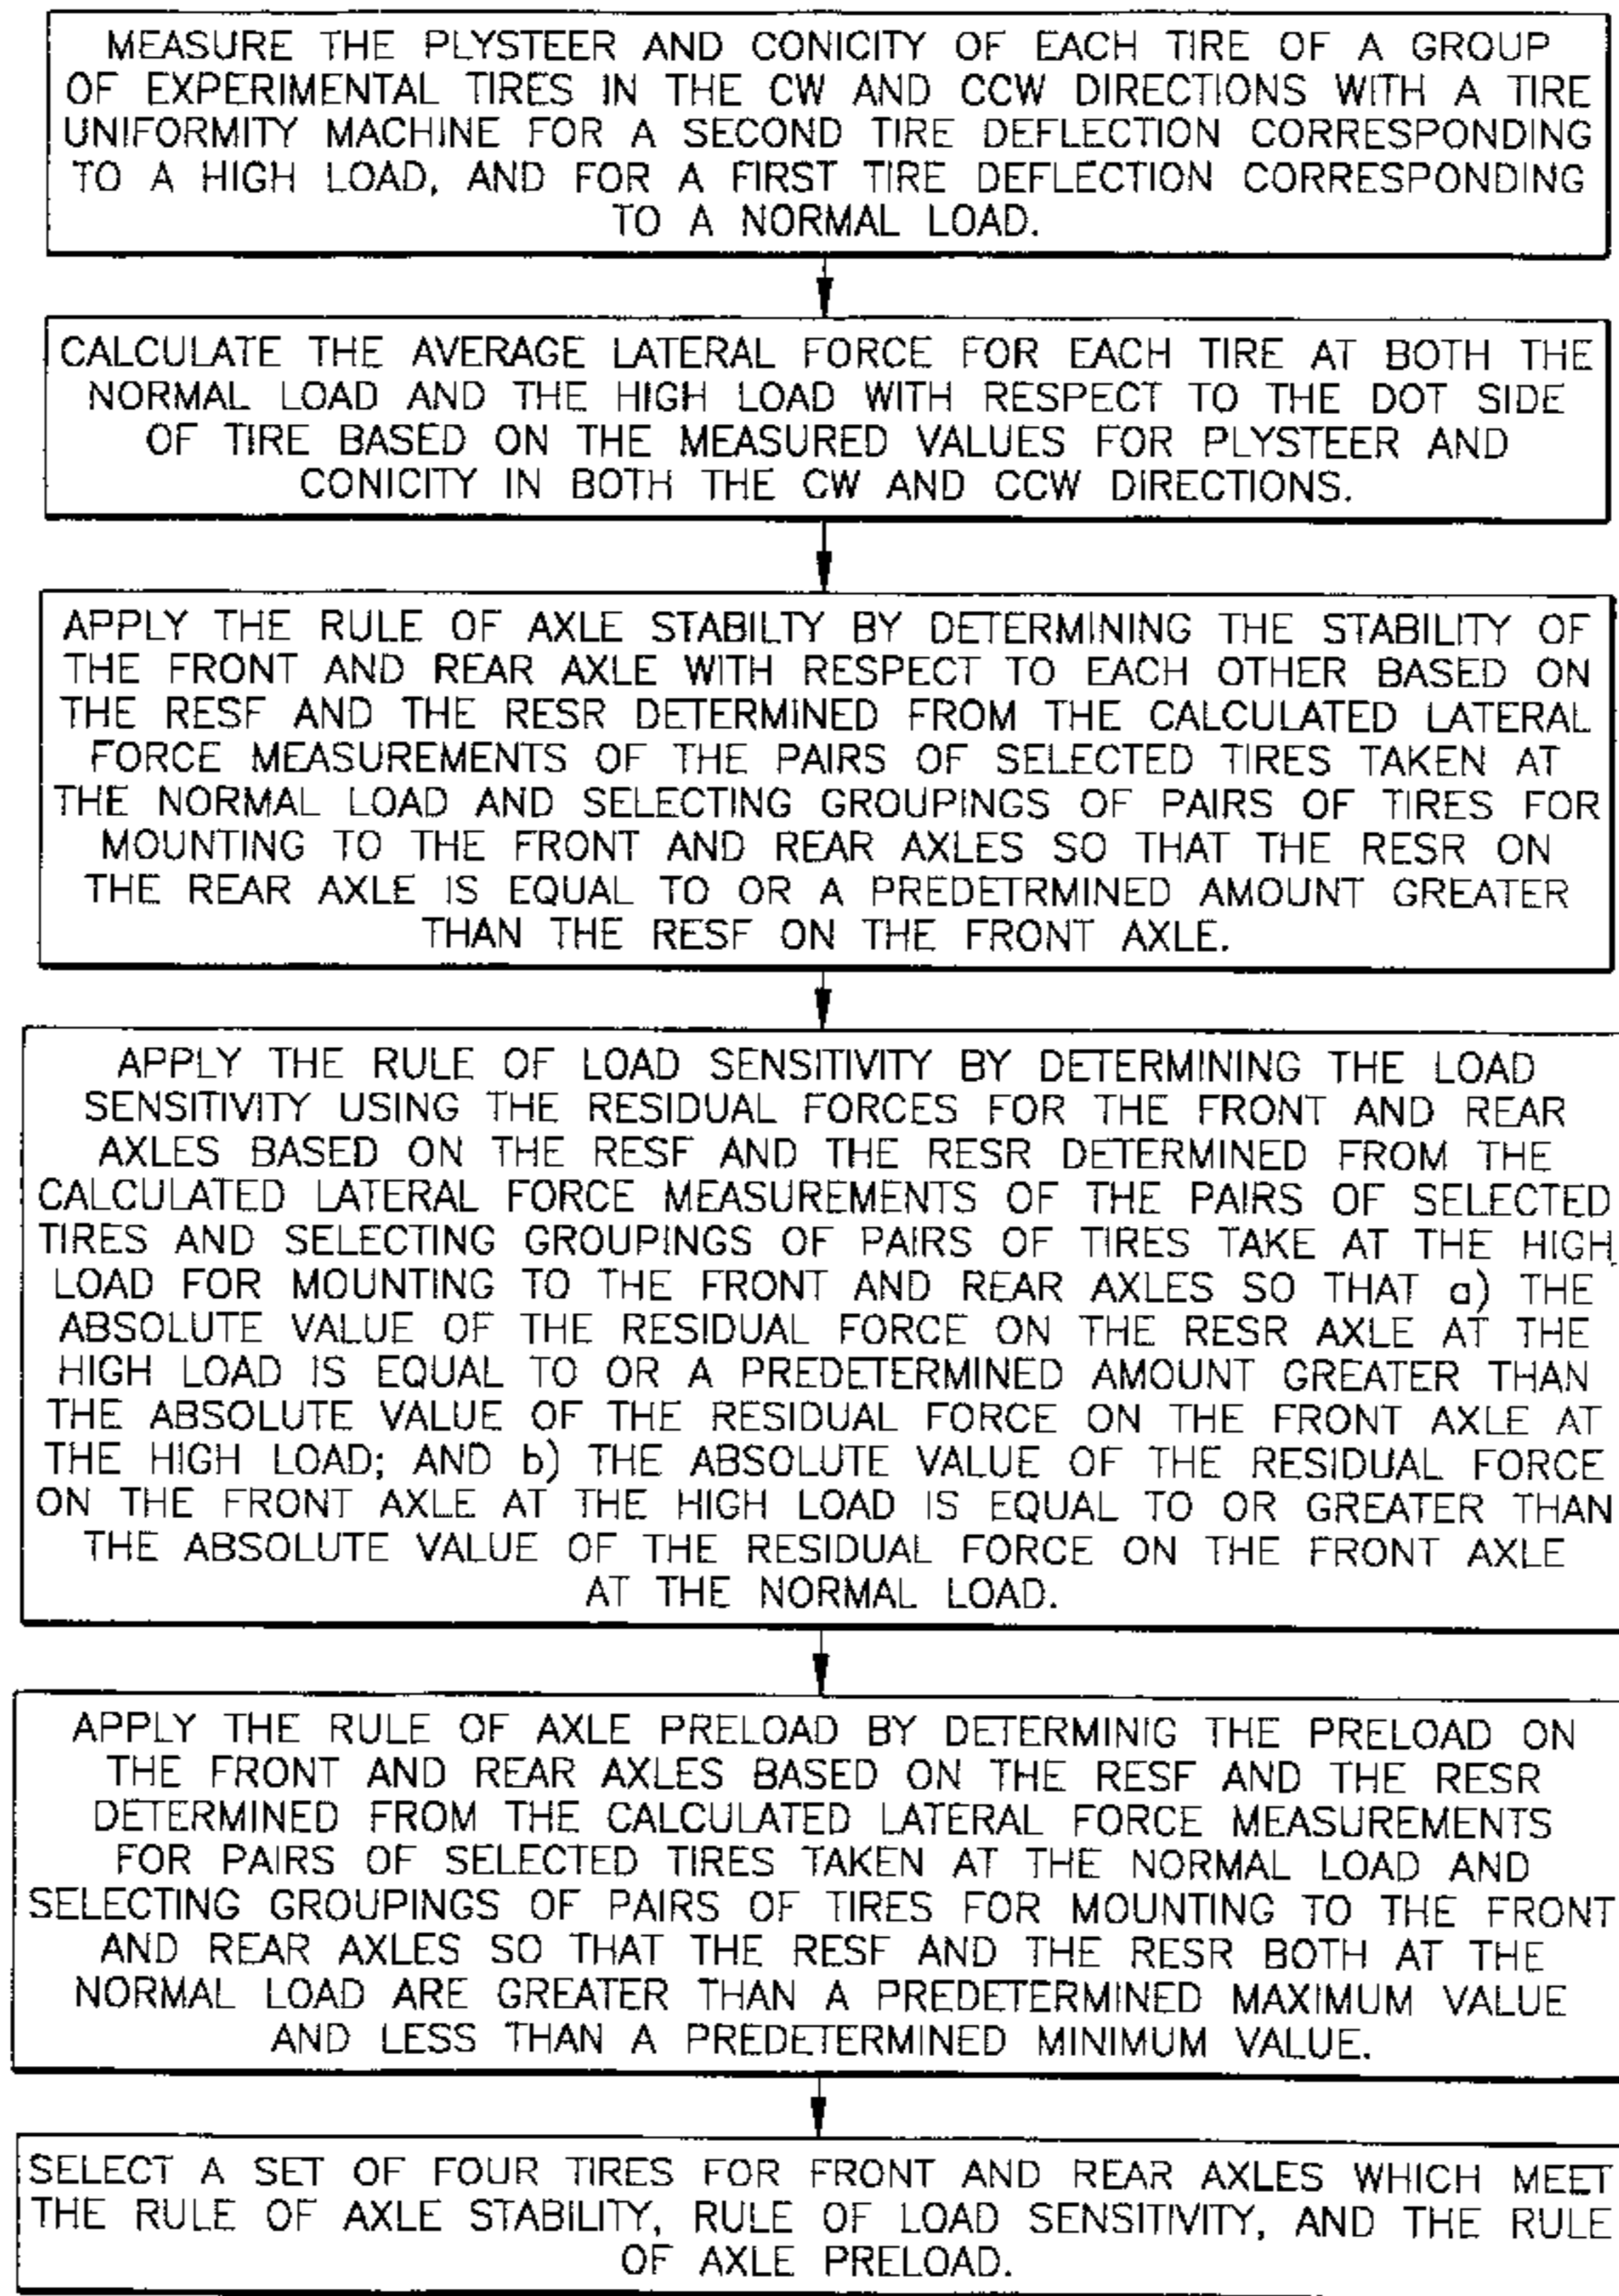 MEASURE THE PLYSTEER AND CONICITY OF EACH TIRE OF A GROUP
OF EXPERIMENTAL TIRES IN THE CW AND CCW DIRECTIONS WITH A TIRE
UNIFORMITY MACHINE FOR A SECOND TIRE DEFLECTION CORRESPONDING
TO A HIGH LOAD, AND FOR A FIRST TIRE DEFLECTION CORRESPONDING
TO A NORMAL LOAD.
CALCULATE THE AVERAGE LATERAL FORCE FOR EACH TIRE AT BOTH THE
NORMAL LOAD AND THE HIGH LOAD WITH RESPECT TO THE DOT SIDE
OF TIRE BASED ON THE MEASURED VALUES FOR PLYSTEER AND
CONICITY IN BOTH THE CW AND CCW DIRECTIONS.
APPLY THE RULE OF AXLE STABILTY BY DETERMINING THE STABILITY OF
THE FRONT AND REAR AXLE WITH RESPECT TO EACH OTHER BASED ON
THE RESF AND THE RESR DETERMINED FROM THE CALCULATED LATERAL
FORCE MEASUREMENTS OF THE PAIRS OF SELECTED TIRES TAKEN AT
THE NORMAL LOAD AND SELECTING GROUPINGS OF PAIRS OF TIRES FOR
MOUNTING TO THE FRONT AND REAR AXLES SO THAT THE RESR ON
THE REAR AXLE IS EQUAL TO OR A PREDETRMINED AMOUNT GREATER
THAN THE RESF ON THE FRONT AXLE.
APPLY THE RULE OF LOAD SENSITIVITY BY DETERMINING THE LOAD
SENSITIVITY USING THE RESIDUAL FORCES FOR THE FRONT AND REAR
AXLES BASED ON THE RESF AND THE RESR DETERMINED FROM THE
CALCULATED LATERAL FORCE MEASUREMENTS OF THE PAIRS OF SELECTED
TIRES AND SELECTING GROUPINGS OF PAIRS OF TIRES TAKE AT THE HIGH
LOAD FOR MOUNTING TO THE FRONT AND REAR AXLES SO THAT a) THE
ABSOLUTE VALUE OF THE RESIDUAL FORCE ON THE RESR AXLE AT THE
HIGH LOAD IS EQUAL TO OR A PREDETERMINED AMOUNT GREATER THAN
THE ABSOLUTE VALUE OF THE RESIDUAL FORCE ON THE FRONT AXLE AT
THE HIGH LOAD; AND b) THE ABSOLUTE VALUE OF THE RESIDUAL FORCE
ON THE FRONT AXLE AT THE HIGH LOAD IS EQUAL TO OR GREATER THAN
THE ABSOLUTE VALUE OF THE RESIDUAL FORCE ON THE FRONT AXLE
AT THE NORMAL LOAD.
APPLY THE RULE OF AXLE PRELOAD BY DETERMINIG THE PRELOAD ON
THE FRONT AND REAR AXLES BASED ON THE RESF AND THE RESR
DETERMINED FROM THE CALCULATED LATERAL FORCE MEASUREMENTS
FOR PAIRS OF SELECTED TIRES TAKEN AT THE NORMAL LOAD AND
SELECTING GROUPINGS OF PAIRS OF TIRES FOR MOUNTING TO THE FRONT
AND REAR AXLES SO THAT THE RESF AND THE RESR BOTH AT THE
NORMAL LOAD ARE GREATER THAN A PREDETERMINED MAXIMUM VALUE
AND LESS THAN A PREDETERMINED MINIMUM VALUE.
SELECT A SET OF FOUR TIRES FOR FRONT AND REAR AXLES WHICH MEET
THE RULE OF AXLE STABILITY, RULE OF LOAD SENSITIVITY, AND THE RULE
OF AXLE PRELOAD.